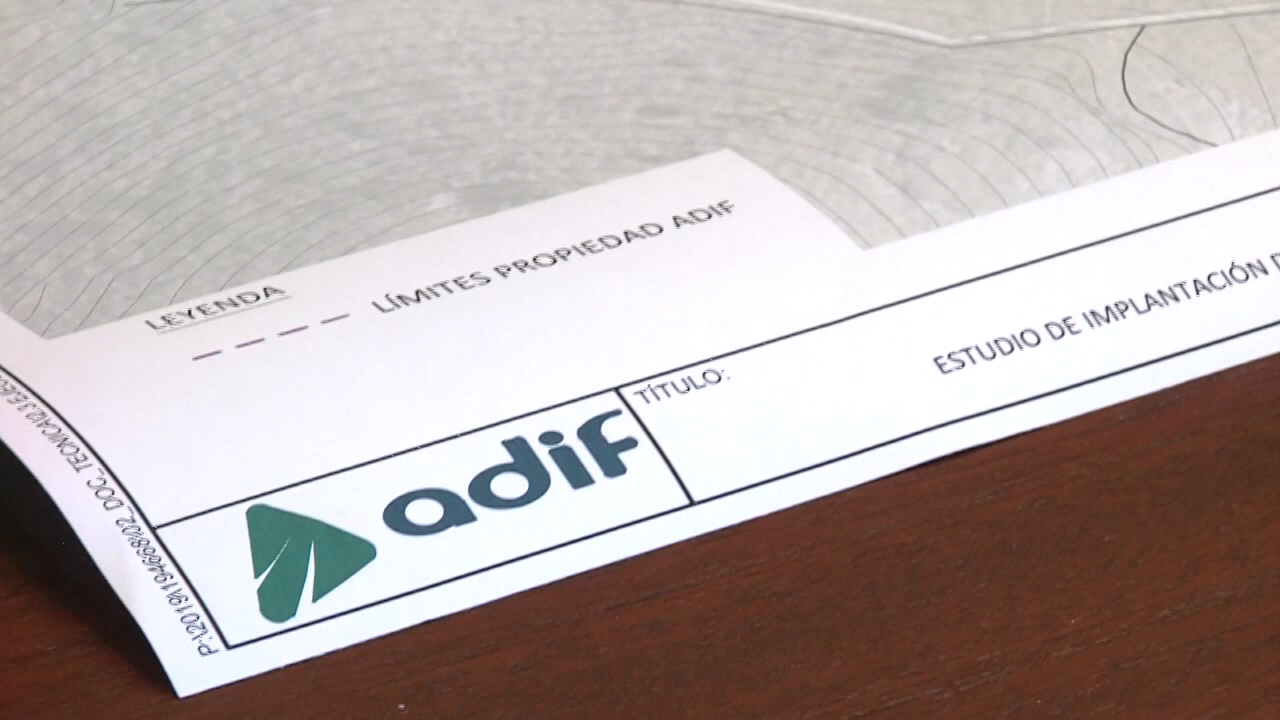 LEYENDA
LÍMITES PROPIEDAD ADIF
adif
TÍTULO:
ESTUDIO DE IMPLANTACIÓN